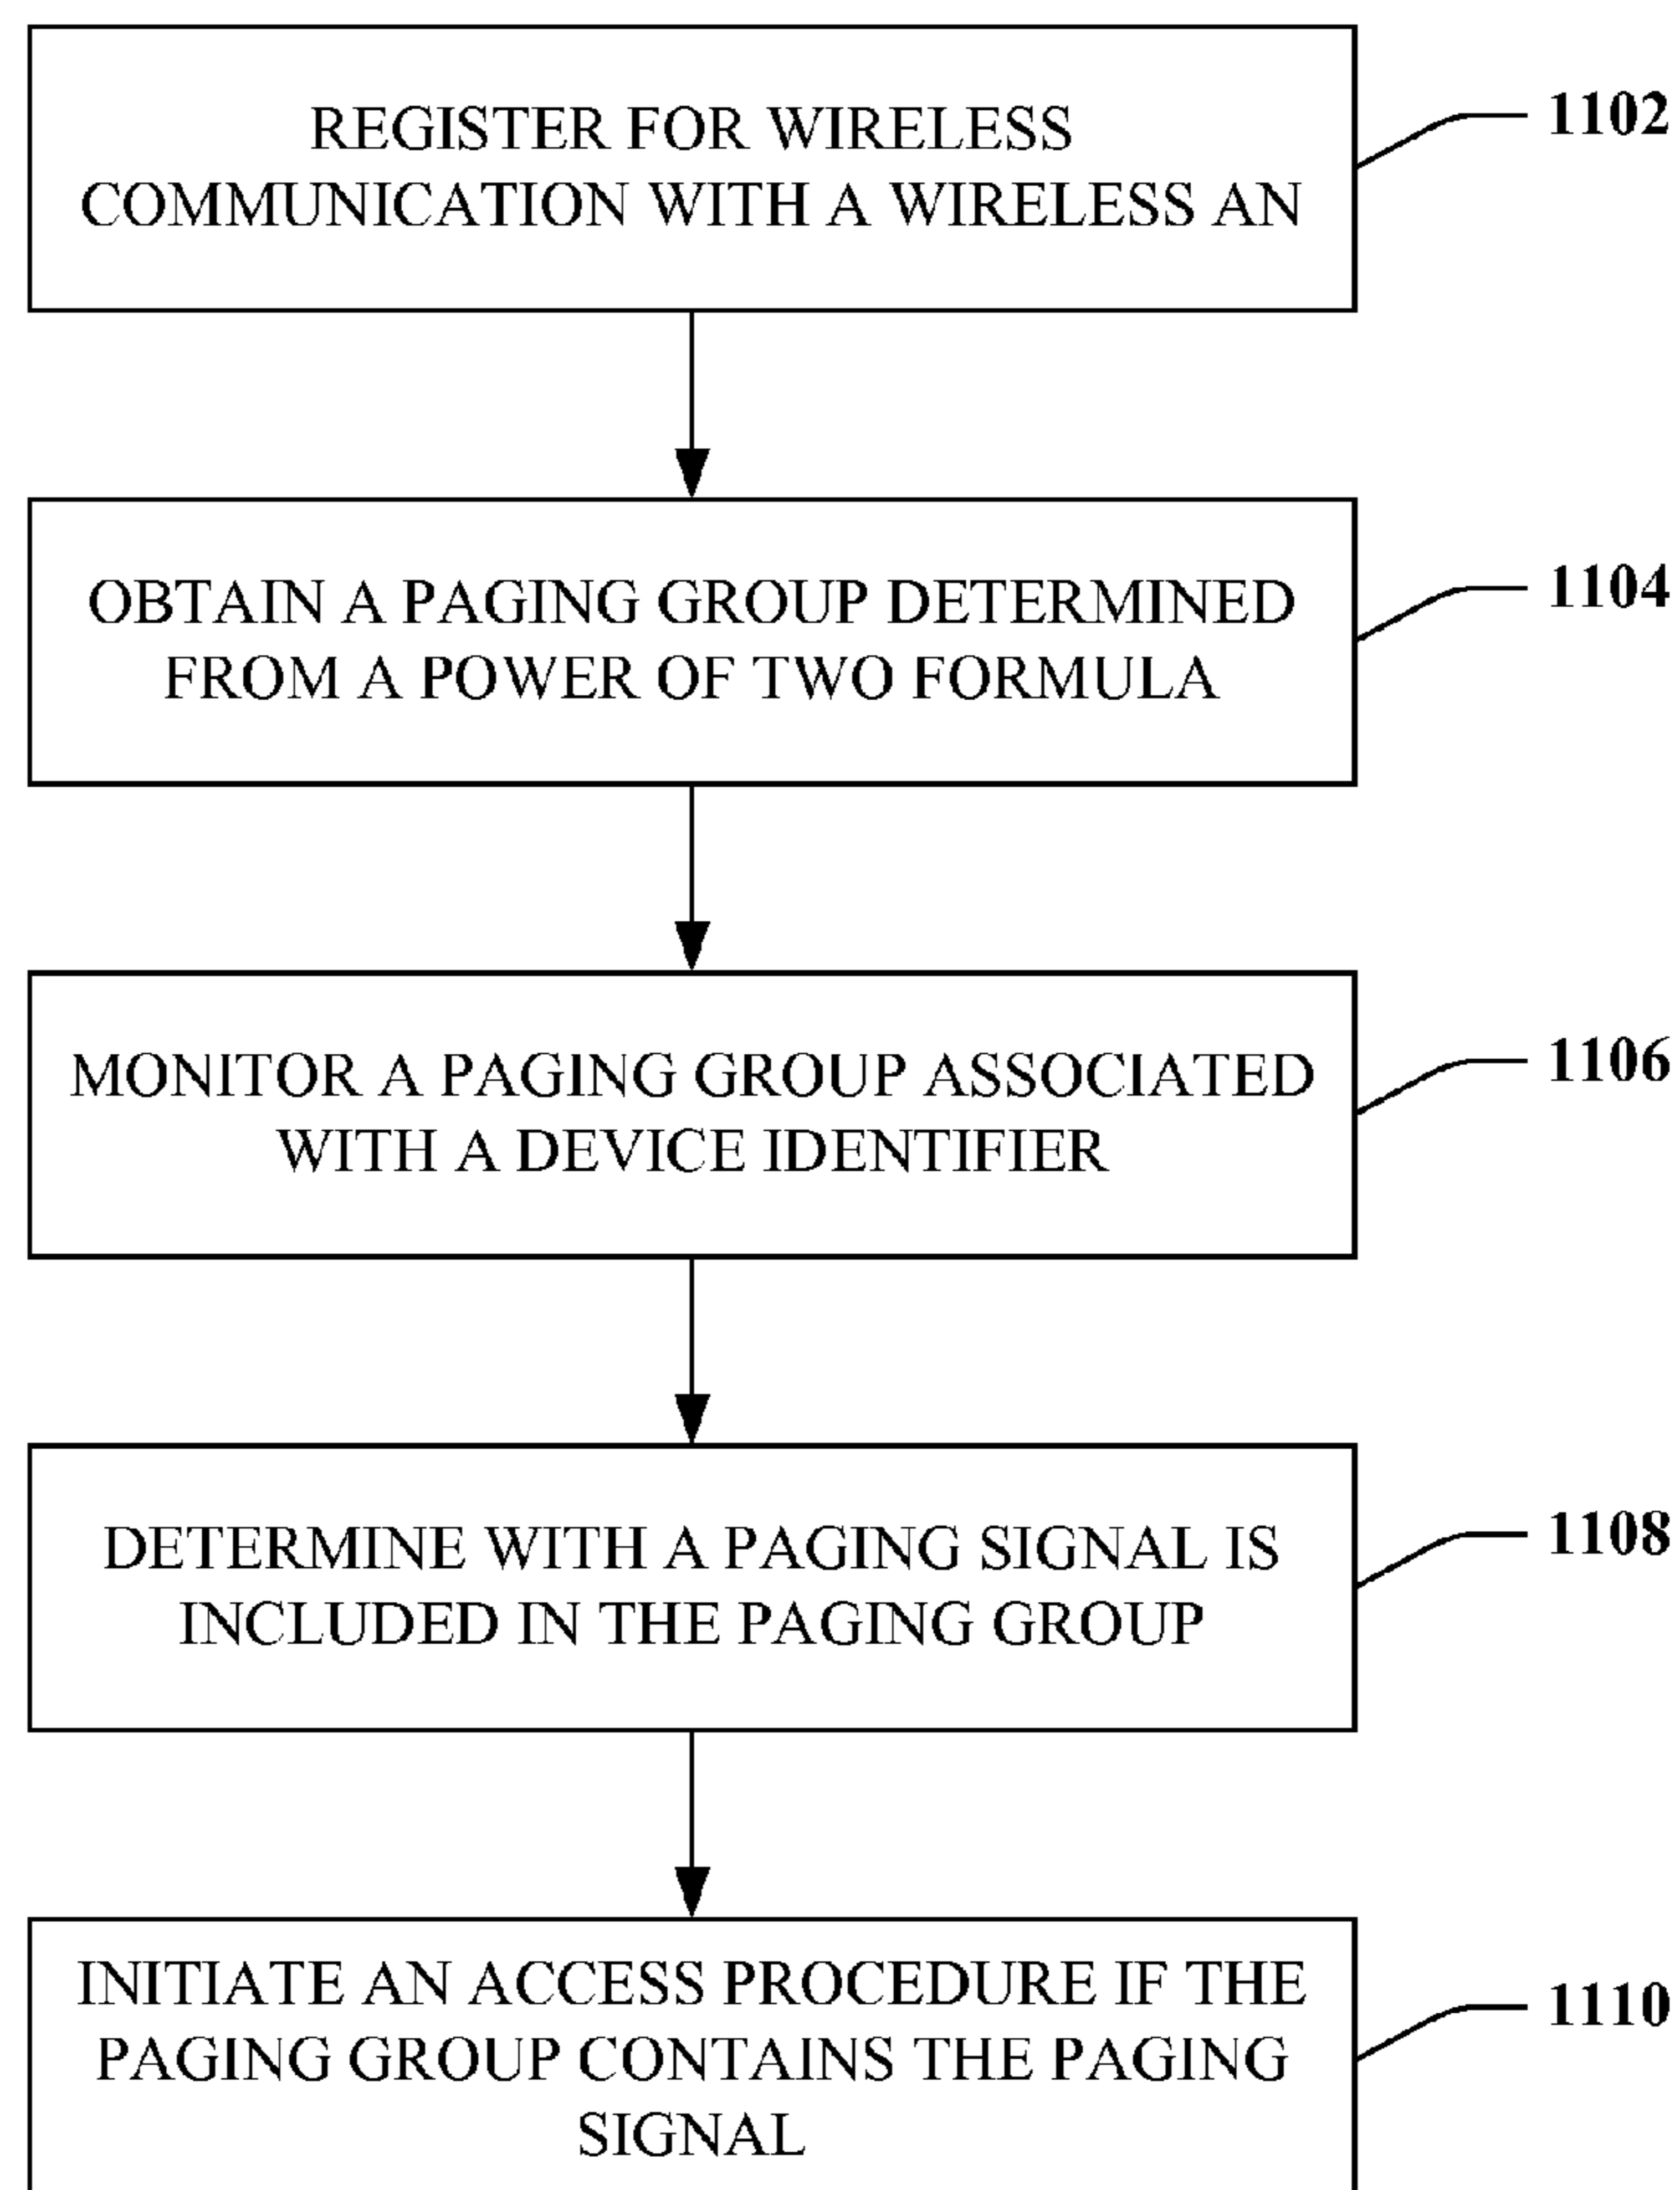 REGISTER FOR WIRELESS
COMMUNICATION WITH A WIRELESS AN
1102
OBTAIN A PAGING GROUP DETERMINED
FROM A POWER OF TWO FORMULA
1104
MONITOR A PAGING GROUP ASSOCIATED
WITH A DEVICE IDENTIFIER
1106
DETERMINE WITH A PAGING SIGNAL IS
INCLUDED IN THE PAGING GROUP
1108
INITIATE AN ACCESS PROCEDURE IF THE
PAGING GROUP CONTAINS THE PAGING
SIGNAL
1110